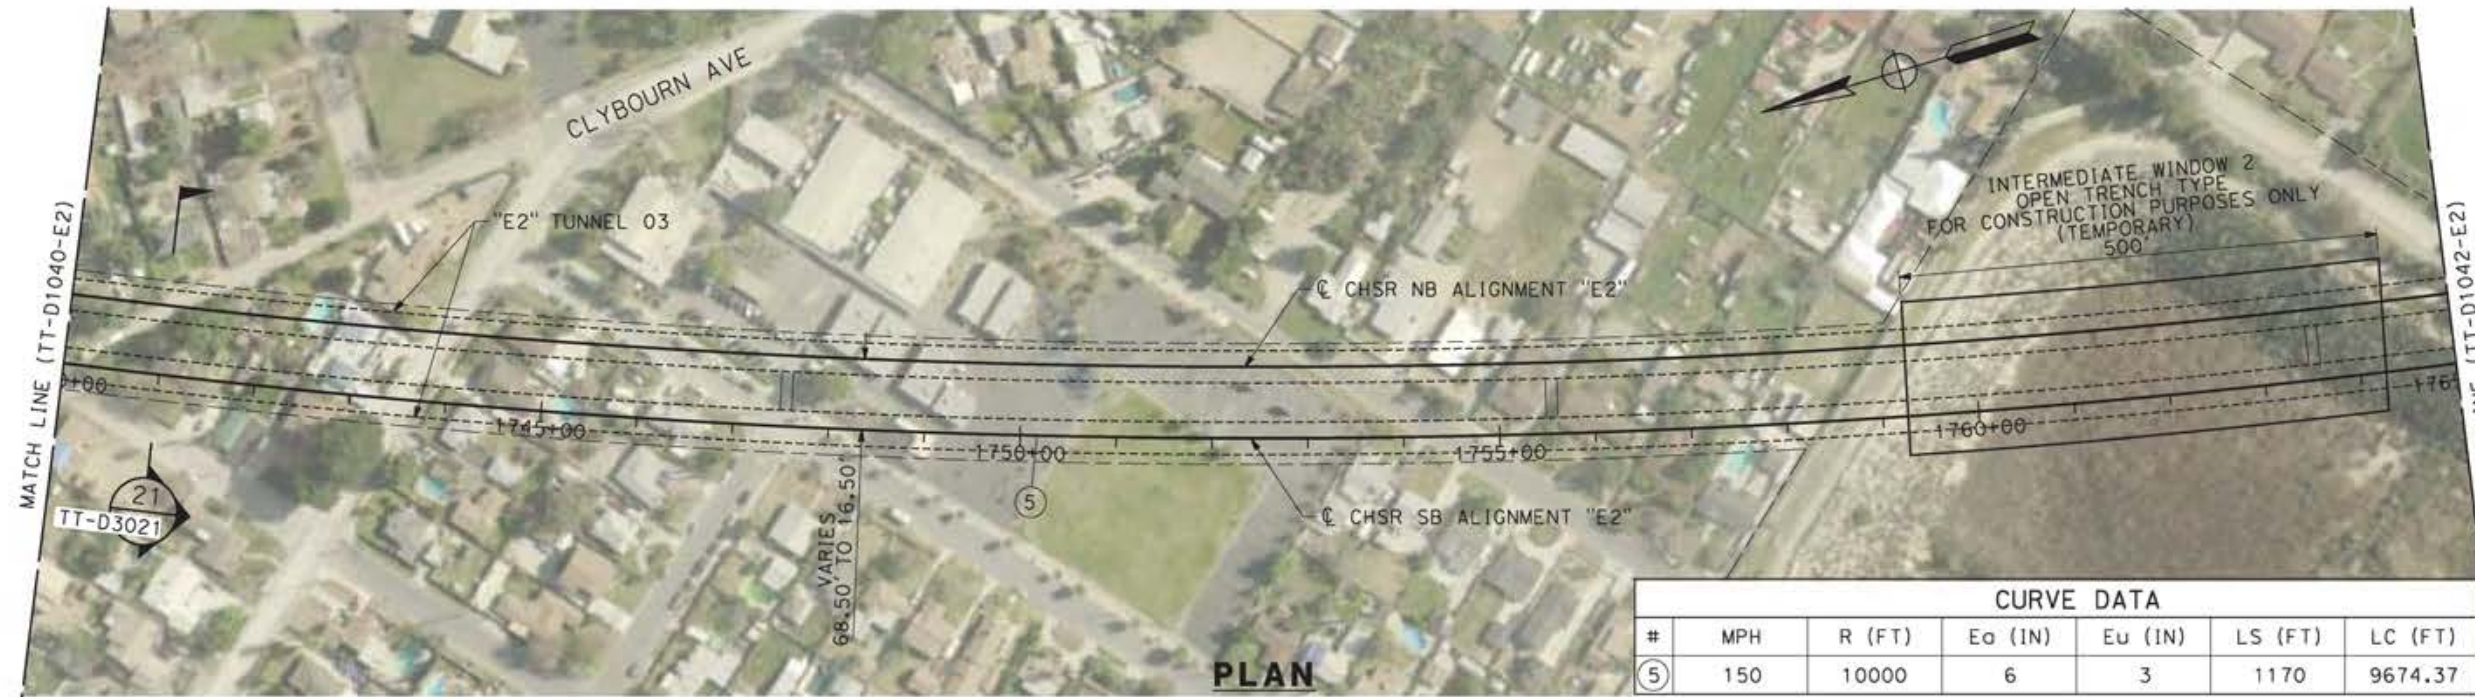 CLYBOURN AVE
MATCH LINE (TT-D1040-E2)
"E2" TUNNEL 03
INTERMEDIATE WINDOW 2
OPEN TRENCH TYPE
FOR CONSTRUCTION PURPOSES ONLY
(TEMPORARY)
500'
℄ CHSR NB ALIGNMENT "E2"
(TT-D1042-E2)
1745+00
1750+00
1755+00
1760+00
5
21
TT-D3021
VARIES
68.50' TO 16.50'
℄ CHSR SB ALIGNMENT "E2"
PLAN
CURVE DATA
# MPH R (FT) Ea (IN) Eu (IN) LS (FT) LC (FT)
5 150 10000 6 3 1170 9674.37